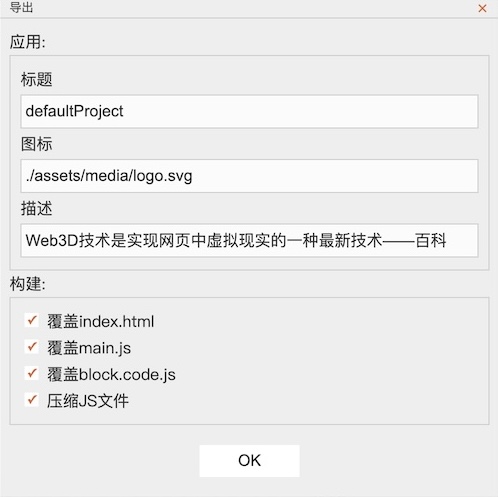 导出
应用:
标题
defaultProject
图标
./assets/media/logo.svg
描述
Web3D技术是实现网页中虚拟现实的一种最新技术——百科
构建:
覆盖index.html
覆盖main.js
覆盖block.code.js
压缩JS文件
OK